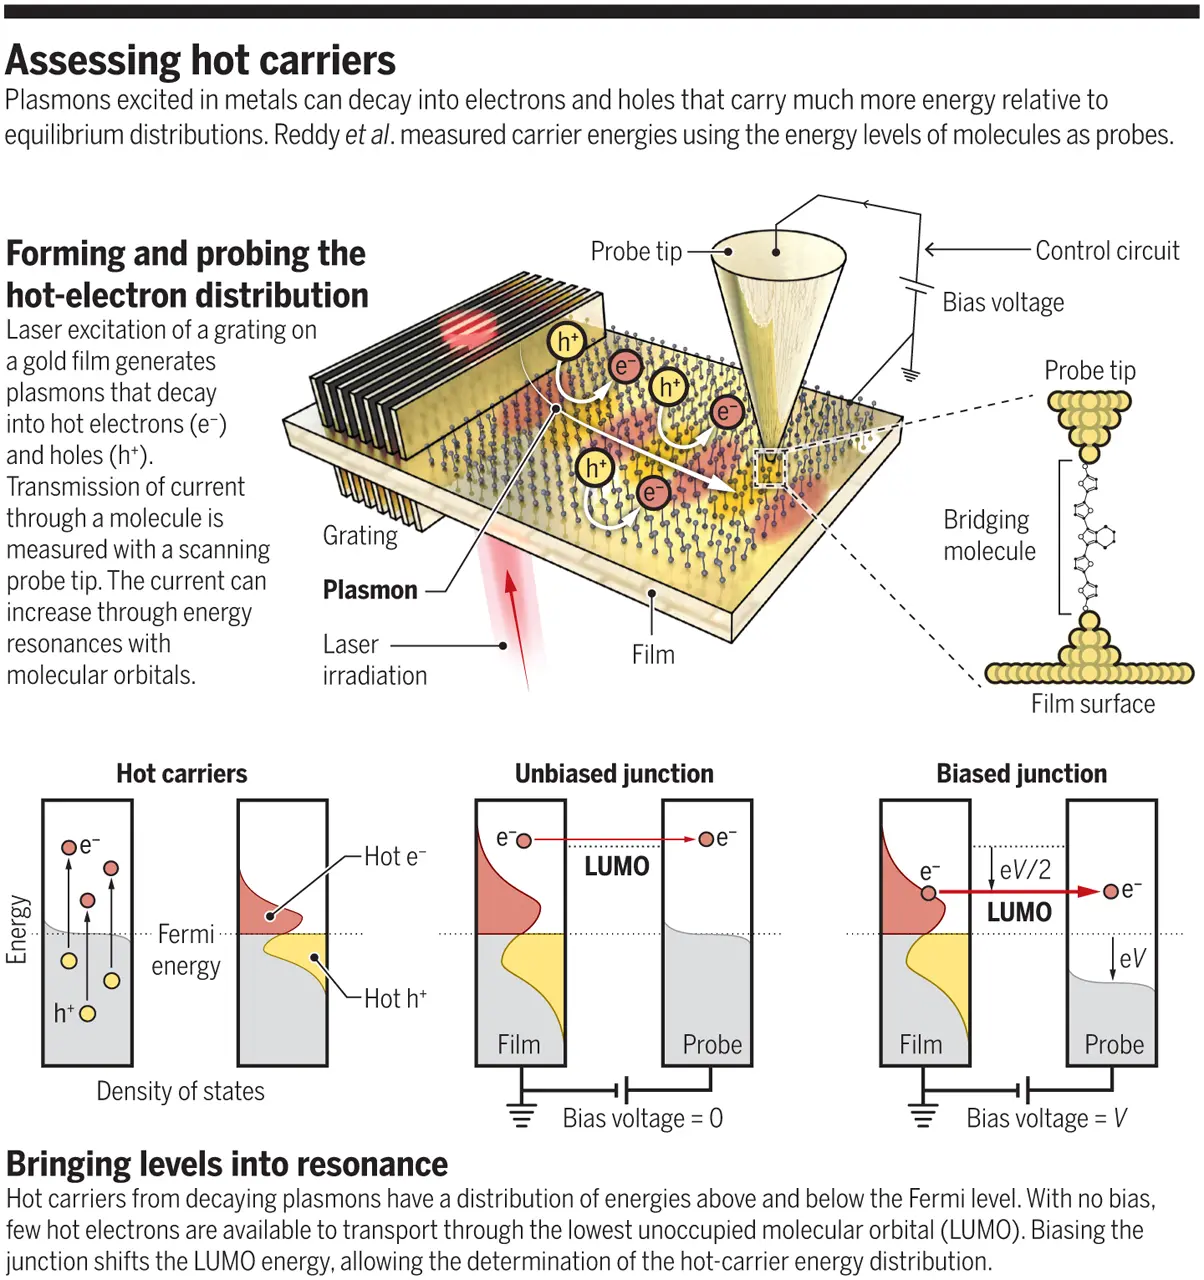 Assessing hot carriers
Plasmons excited in metals can decay into electrons and holes that carry much more energy relative to
equilibrium distributions. Reddy et al. measured carrier energies using the energy levels of molecules as probes.
Forming and probing the
hot-electron distribution
Laser excitation of a grating on
a gold film generates
plasmons that decay
into hot electrons (e⁻)
and holes (h⁺).
Transmission of current
through a molecule is
measured with a scanning
probe tip. The current can
increase through energy
resonances with
molecular orbitals.
Probe tip
Control circuit
Bias voltage
h⁺
e⁻
h⁺
e⁻
h⁺
e⁻
Grating
Plasmon
Laser
irradiation
Film
Probe tip
Bridging
molecule
Film surface
Hot carriers
Energy
e⁻
h⁺
Fermi
energy
Hot e⁻
Hot h⁺
Density of states
Unbiased junction
e⁻
e⁻
LUMO
Film
Probe
Bias voltage = 0
Biased junction
e⁻
eV/2
e⁻
LUMO
eV
Film
Probe
Bias voltage = V
Bringing levels into resonance
Hot carriers from decaying plasmons have a distribution of energies above and below the Fermi level. With no bias,
few hot electrons are available to transport through the lowest unoccupied molecular orbital (LUMO). Biasing the
junction shifts the LUMO energy, allowing the determination of the hot-carrier energy distribution.